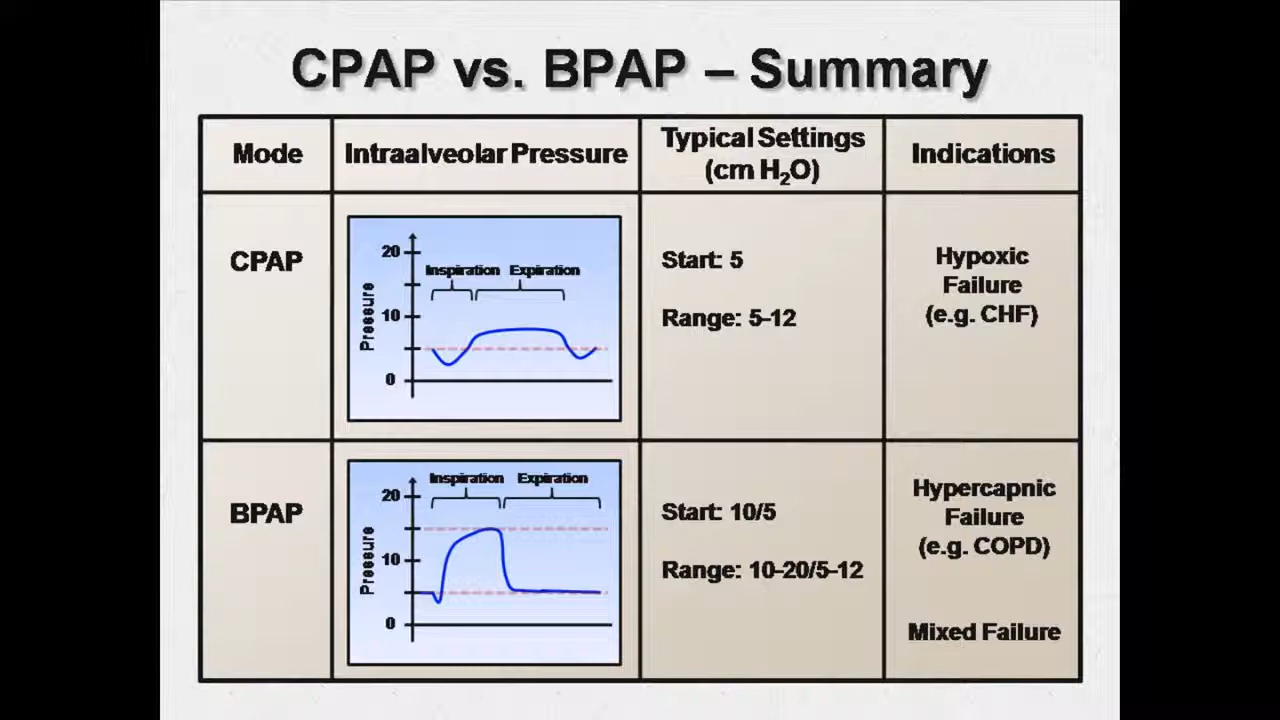 CPAP vs. BPAP – Summary
Mode
Intraalveolar Pressure
Typical Settings
(cm H₂O)
Indications
CPAP
Pressure
20
10
0
Inspiration
Expiration
Start: 5
Range: 5-12
Hypoxic
Failure
(e.g. CHF)
BPAP
Pressure
20
10
0
Inspiration
Expiration
Start: 10/5
Range: 10-20/5-12
Hypercapnic
Failure
(e.g. COPD)
Mixed Failure